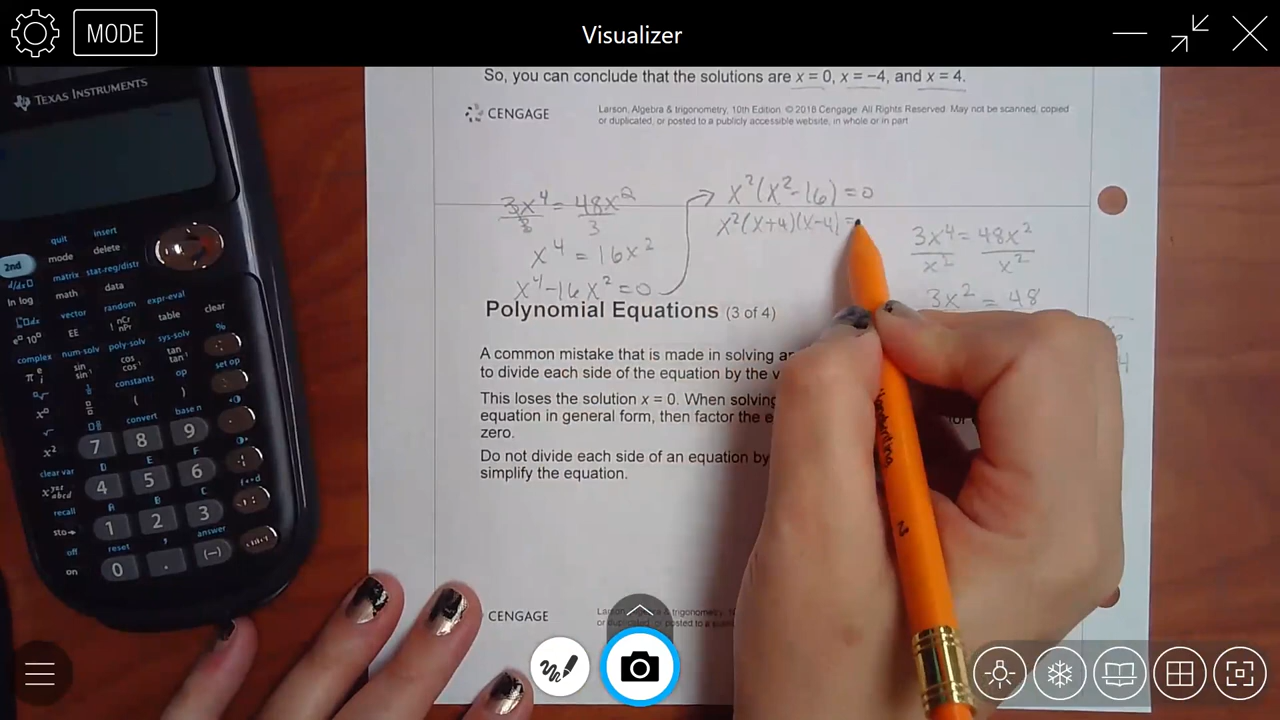 MODE
Visualizer
So, you can conclude that the solutions are x = 0, x = −4, and x = 4.
CENGAGE
Larson, Algebra & trigonometry, 10th Edition. © 2018 Cengage. All Rights Reserved. May not be scanned, copied
or duplicated, or posted to a publicly accessible website, in whole or in part
3x⁴ = 48x²
3 3
x⁴ = 16x²
x⁴-16x² = 0
x²(x²-16) = 0
x²(x+4)(x-4) =
3x⁴ = 48x²
x² x²
3x² = 48
Polynomial Equations (3 of 4)
A common mistake that is made in solving
to divide each side of the equation by the
This loses the solution x = 0. When solving
equation in general form, then factor the
zero.
Do not divide each side of an equation by
simplify the equation.
CENGAGE
TEXAS INSTRUMENTS
quit insert
2nd mode delete
matrix stat-reg/distr
log math data
vector random expr-eval
EE nCr nPr table clear
complex num-solv poly-solv sys-solv %
π sin cos tan
constants op set op
( )
convert base n
x² 7 8 9
clear var D E F
4 5 6
recall A B C
sto→ 1 2 3
off reset , answer
on 0 . (−) enter
2